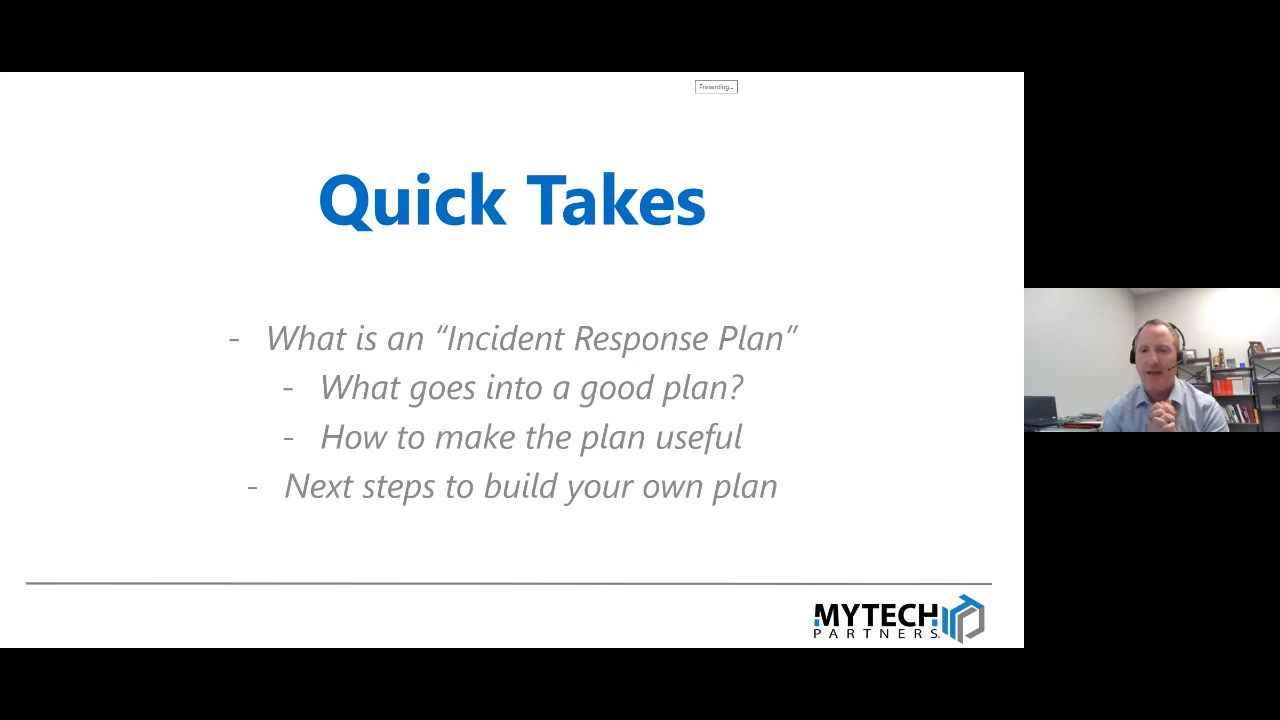 Presenting...
Quick Takes
- What is an “Incident Response Plan”
- What goes into a good plan?
- How to make the plan useful
- Next steps to build your own plan
MYTECH
PARTNERS